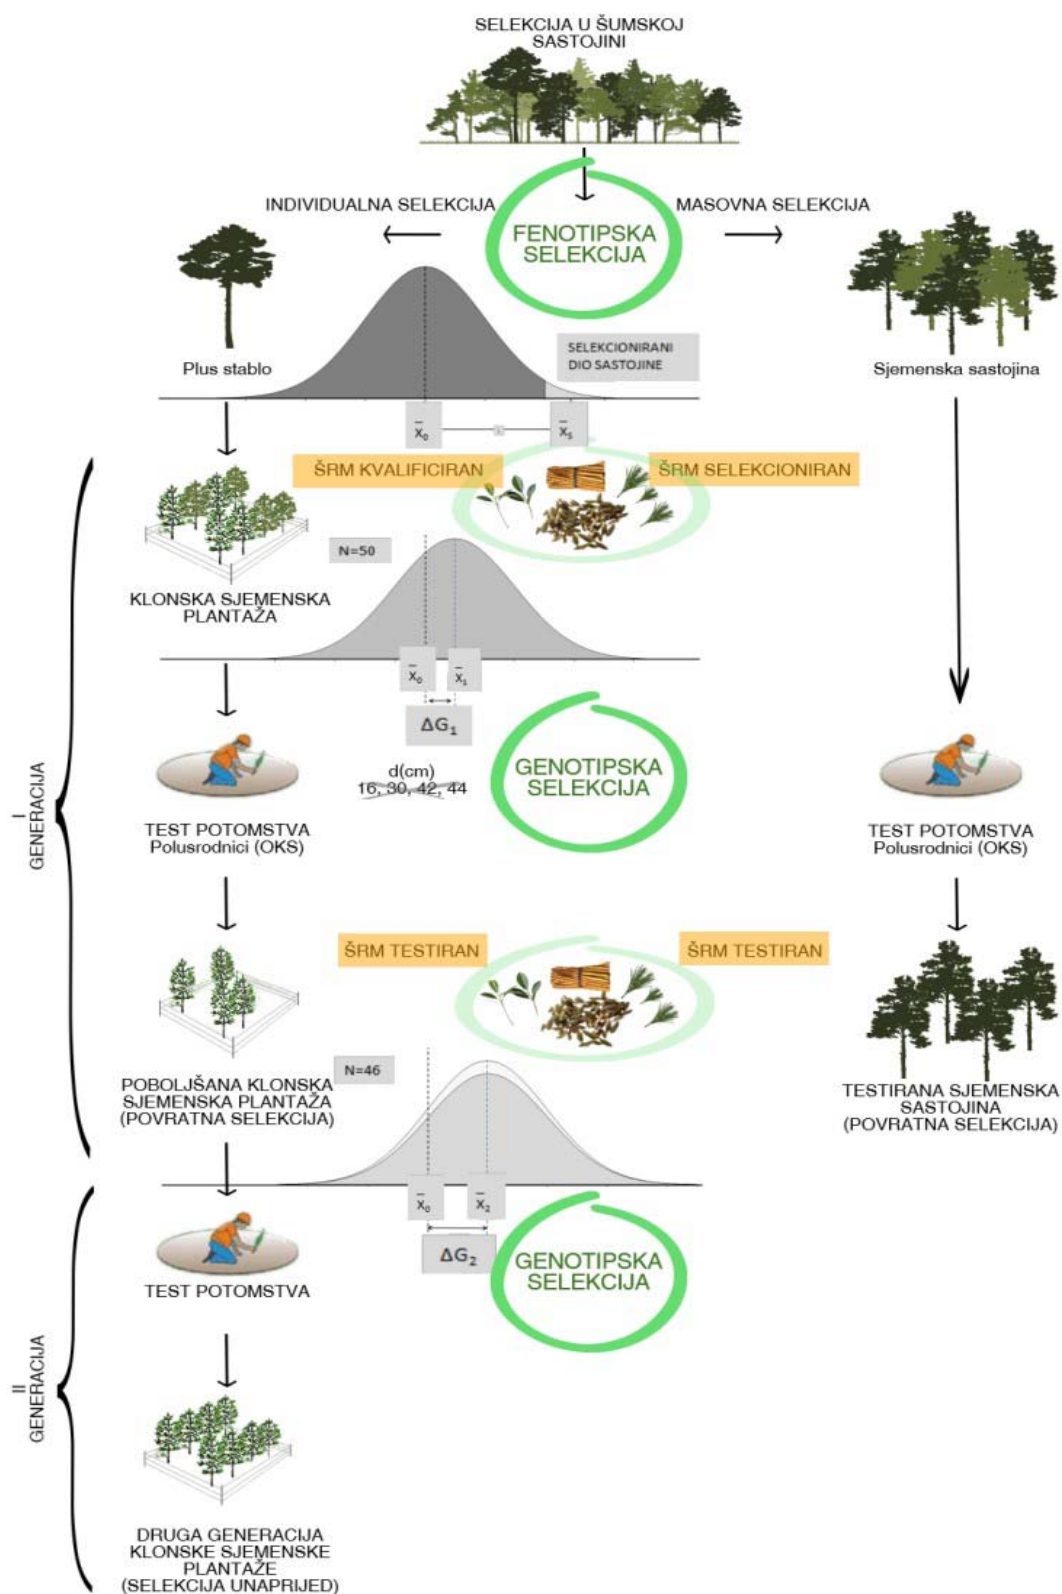 SELEKCIJA U ŠUMSKOJ
SASTOJINI
INDIVIDUALNA SELEKCIJA
MASOVNA SELEKCIJA
FENOTIPSKA
SELEKCIJA
SELEKCIONIRANI
DIO SASTOJINE
Plus stablo
Sjemenska sastojina
x̄₀
x̄ₛ
ŠRM KVALIFICIRAN
ŠRM SELEKCIONIRAN
N=50
KLONSKA SJEMENSKA
PLANTAŽA
x̄₀
x̄₁
ΔG₁
d(cm)
16, 30, 42, 44
GENOTIPSKA
SELEKCIJA
I
GENERACIJA
TEST POTOMSTVA
Polusrodnici (OKS)
TEST POTOMSTVA
Polusrodnici (OKS)
ŠRM TESTIRAN
ŠRM TESTIRAN
N=46
POBOLJŠANA KLONSKA
SJEMENSKA PLANTAŽA
(POVRATNA SELEKCIJA)
TESTIRANA SJEMENSKA
SASTOJINA
(POVRATNA SELEKCIJA)
x̄₀
x̄₂
ΔG₂
GENOTIPSKA
SELEKCIJA
TEST POTOMSTVA
II
GENERACIJA
DRUGA GENERACIJA
KLONSKE SJEMENSKE
PLANTAŽE
(SELEKCIJA UNAPRIJED)